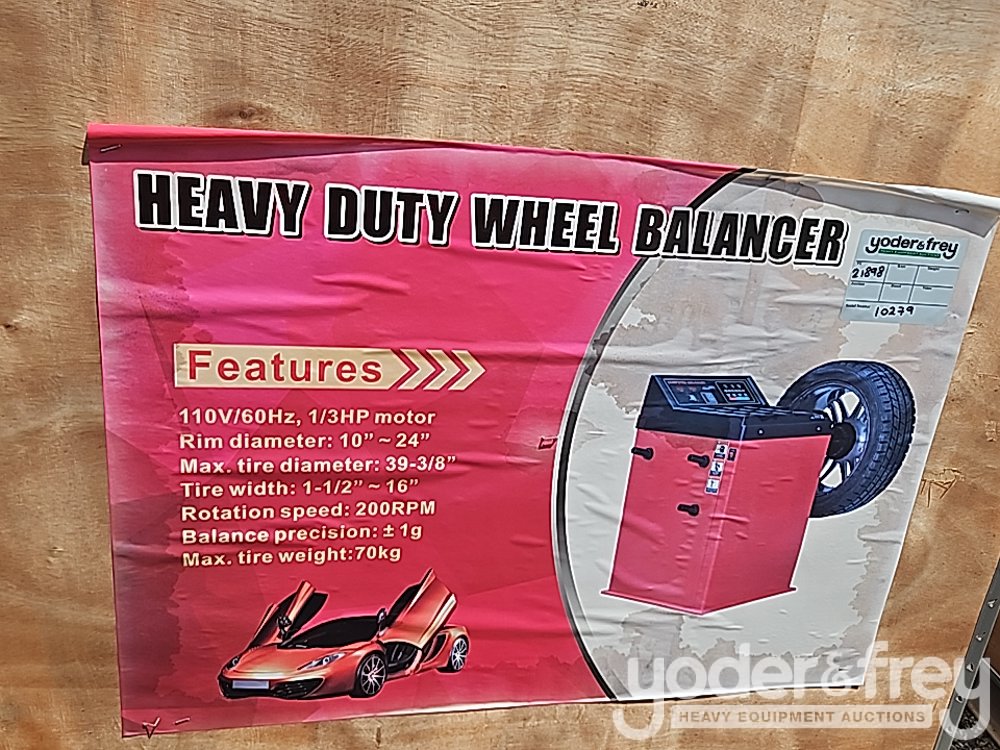 HEAVY DUTY WHEEL BALANCER
yoder&frey
21898
10279
Features
110V/60Hz, 1/3HP motor
Rim diameter: 10”~24”
Max. tire diameter: 39-3/8”
Tire width: 1-1/2”~16”
Rotation speed: 200RPM
Balance precision: ±1g
Max. tire weight:70kg
yoder&frey
HEAVY EQUIPMENT AUCTIONS